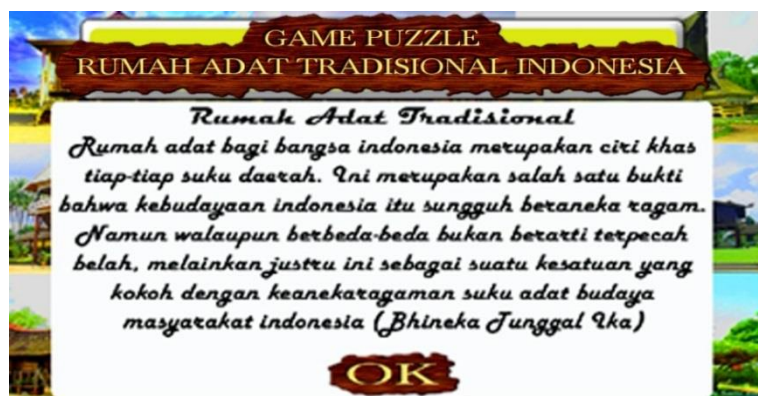 GAME PUZZLE
RUMAH ADAT TRADISIONAL INDONESIA
Rumah Adat Tradisional
Rumah adat bagi bangsa indonesia merupakan ciri khas
tiap-tiap suku daerah. Ini merupakan salah satu bukti
bahwa kebudayaan indonesia itu sungguh beraneka ragam.
Namun walaupun berbeda-beda bukan berarti terpecah
belah, melainkan justru ini sebagai suatu kesatuan yang
kokoh dengan keanekaragaman suku adat budaya
masyarakat indonesia (Bhineka Tunggal Ika)
OK